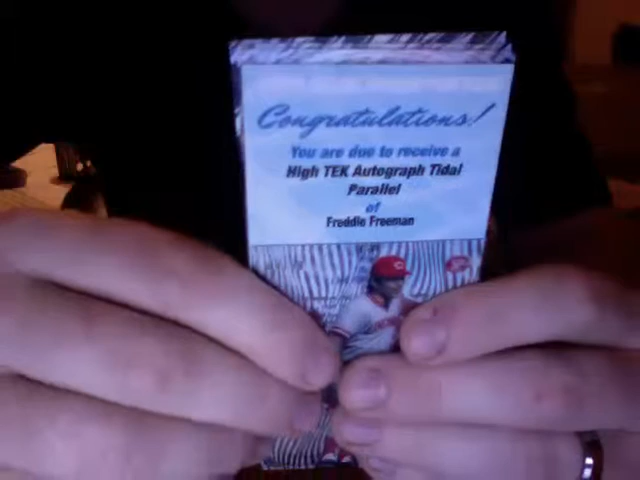 Congratulations!
You are due to receive a
High TEK Autograph Tidal
Parallel
of
Freddie Freeman